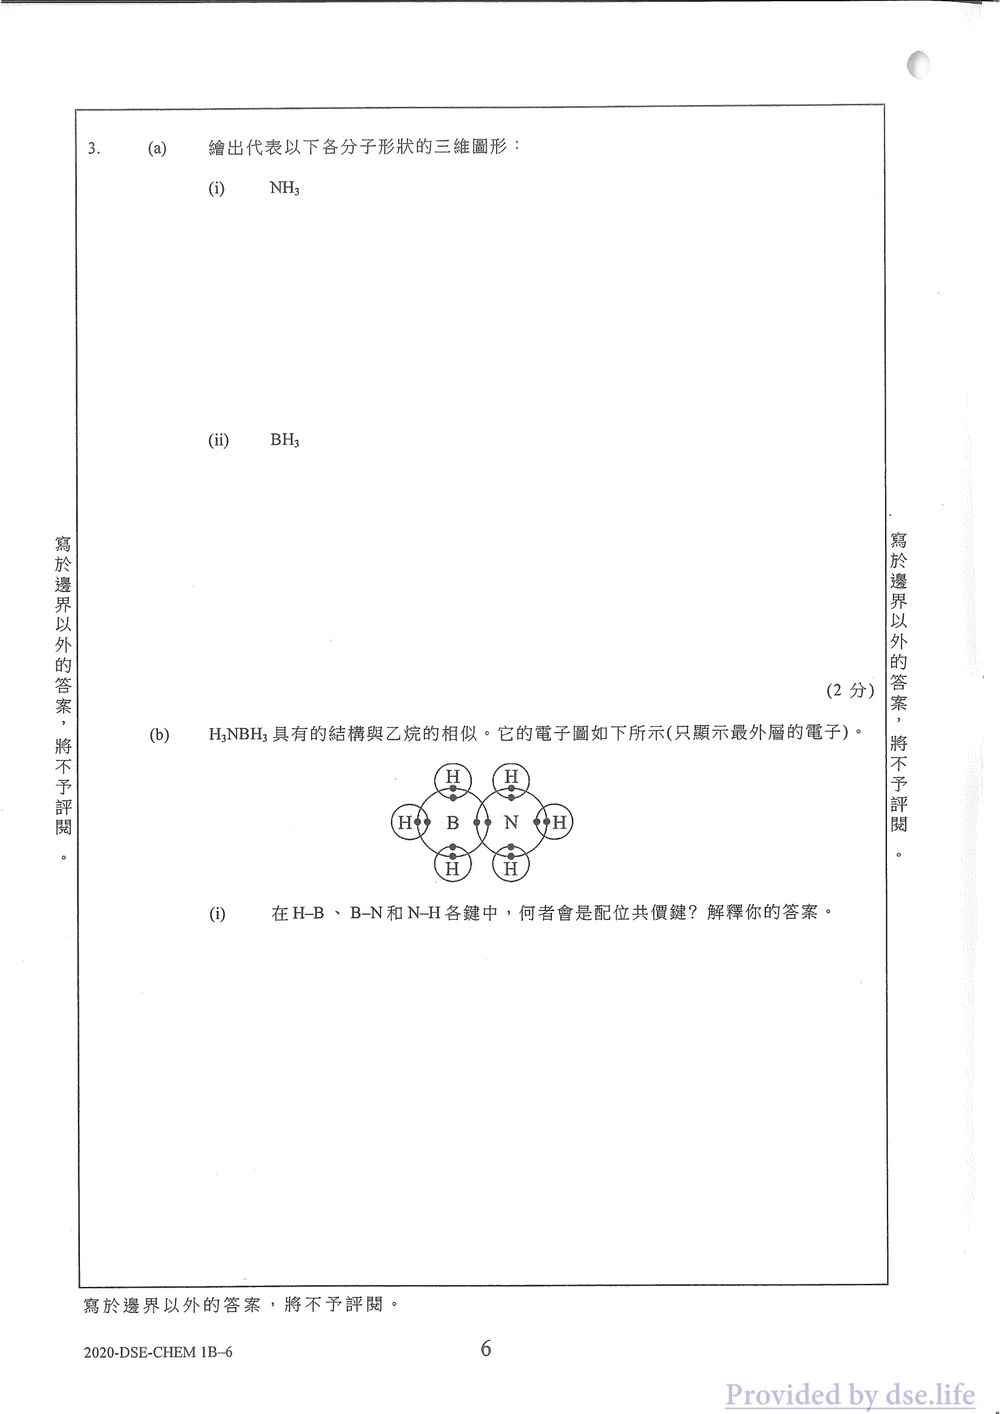 3. (a) 繪出代表以下各分子形狀的三維圖形：
(i) NH₃
(ii) BH₃
(2 分)
(b) H₃NBH₃ 具有的結構與乙烷的相似。它的電子圖如下所示(只顯示最外層的電子)。
H H
H B N H
H H
(i) 在 H–B 、 B–N 和 N–H 各鍵中，何者會是配位共價鍵? 解釋你的答案。
寫於邊界以外的答案，將不予評閱。
寫於邊界以外的答案，將不予評閱。
寫於邊界以外的答案，將不予評閱。
2020-DSE-CHEM 1B–6
6
Provided by dse.life